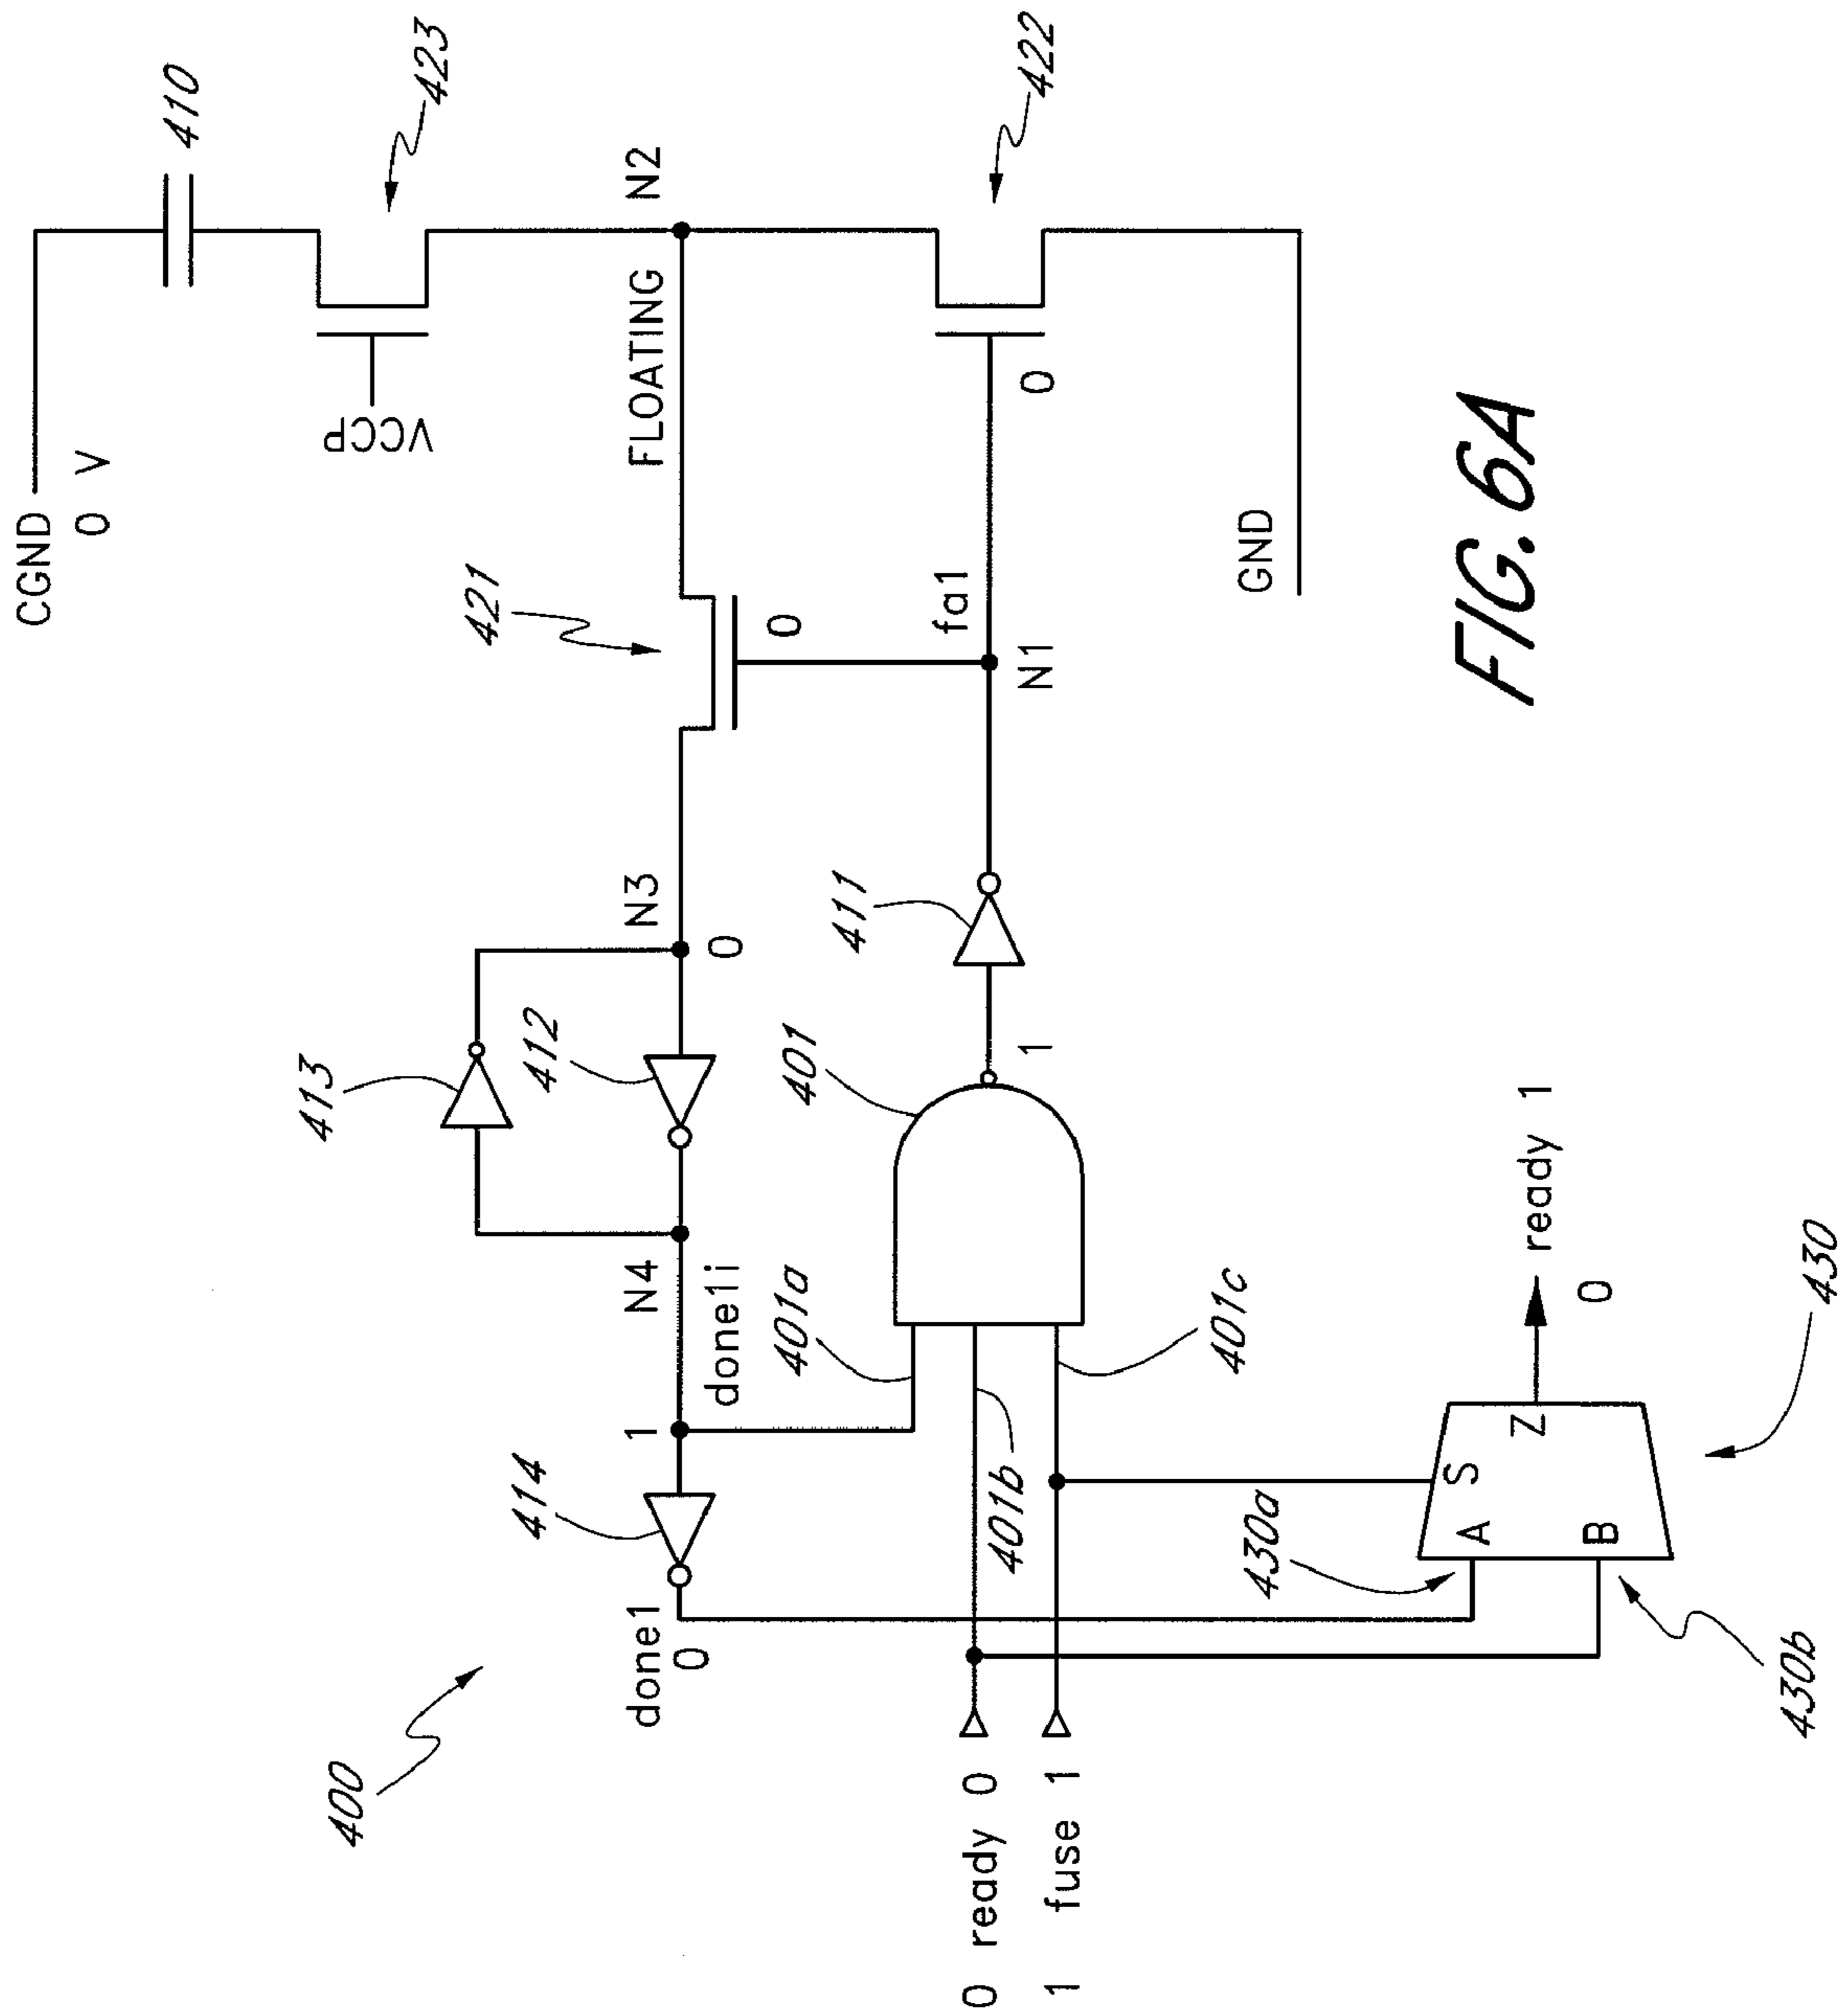 CGND
0 V
410
423
VCCP
N2
FLOATING
422
0
421
0
fa1
N1
GND
N3
0
413
412
411
401
1
N4
done1i
1
414
401a
401b
401c
done1
0
400
430a
S
A
B
Z
ready 1
0
430
430b
0 ready 0
1 fuse 1
FIG. 6A